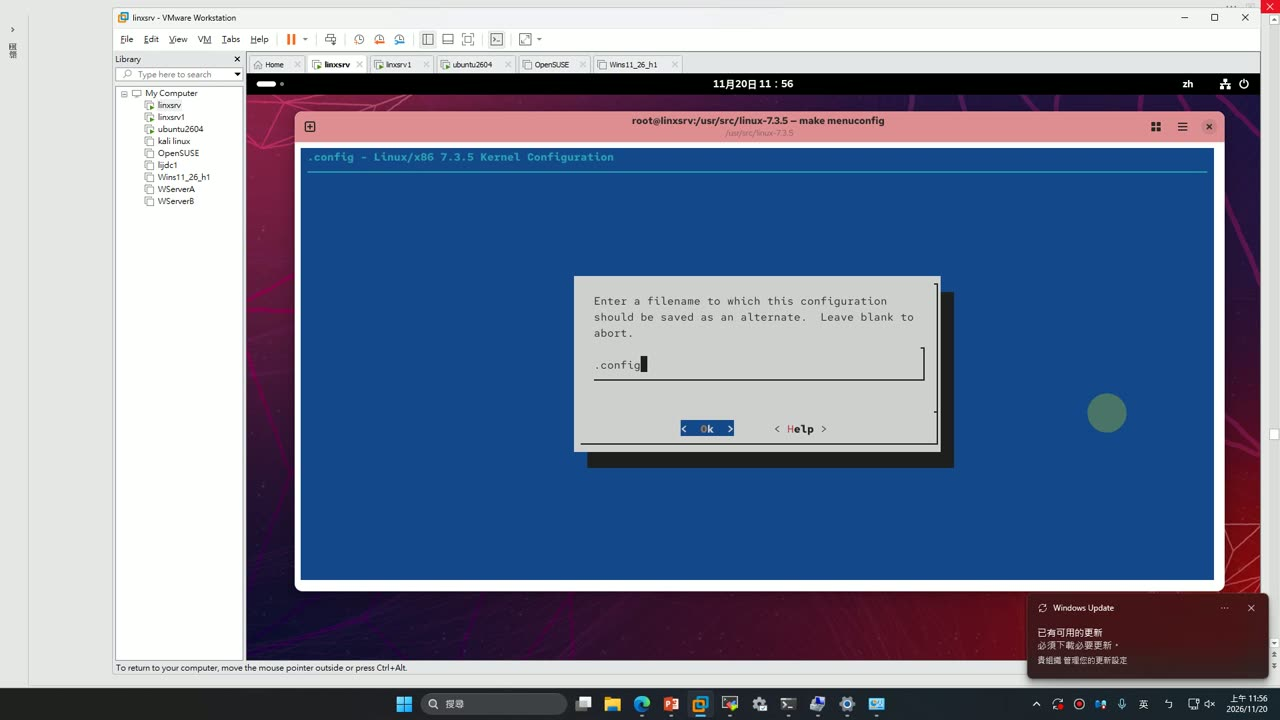 linxsrv - VMware Workstation
File Edit View VM Tabs Help
Library
Type here to search
My Computer
linxsrv
linxsrv1
ubuntu2604
kali linux
OpenSUSE
lijdc1
Wins11_26_h1
WServerA
WServerB
Home
linxsrv
linxsrv1
ubuntu2604
OpenSUSE
Wins11_26_h1
11月20日 11：56
zh
root@linxsrv:/usr/src/linux-7.3.5 — make menuconfig
/usr/src/linux-7.3.5
.config - Linux/x86 7.3.5 Kernel Configuration
Enter a filename to which this configuration
should be saved as an alternate.  Leave blank to
abort.
.config
<  Ok  >
< Help >
Windows Update
已有可用的更新
必須下載必要更新。
貴組織 管理您的更新設定
To return to your computer, move the mouse pointer outside or press Ctrl+Alt.
搜尋
英
上午 11:56
2026/11/20